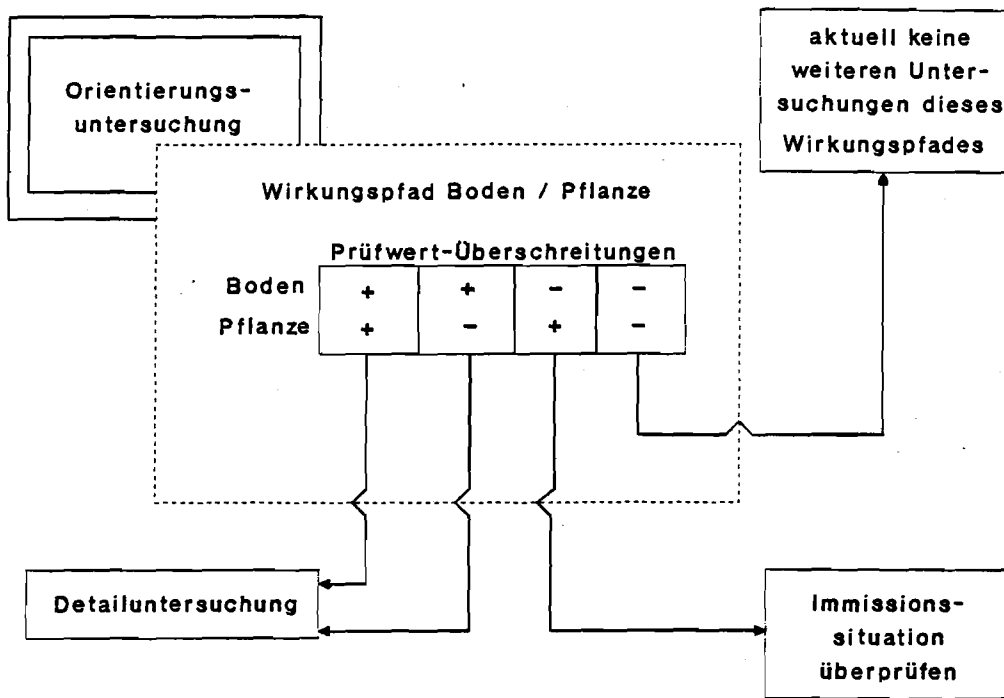 Orientierungs-
untersuchung
aktuell keine
weiteren Unter-
suchungen dieses
Wirkungspfades
Wirkungspfad Boden / Pflanze
Prüfwert-Überschreitungen
Boden + + - -
Pflanze + - + -
Detailuntersuchung
Immissions-
situation
überprüfen